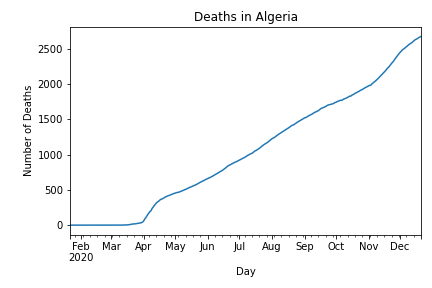 Deaths in Algeria
Number of Deaths
2500
2000
1500
1000
500
0
Feb Mar Apr May Jun Jul Aug Sep Oct Nov Dec
2020
Day